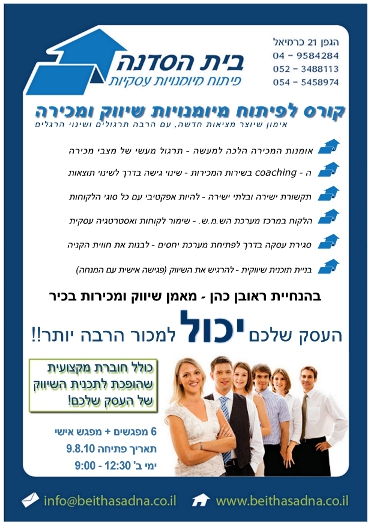 הגפן 21 כרמיאל
04 - 9584284
052 - 3488113
054 - 5458974
בית הסדנה
פיתוח מיומנויות עסקיות
קורס לפיתוח מיומנויות שיווק ומכירה
אימון שיוצר מציאות חדשה, עם הרבה תרגולים ושינוי הרגלים
אומנות המכירה הלכה למעשה - תרגול מעשי של מצבי מכירה
ה - coaching בשירות המכירות - שינוי גישה בדרך לשינוי תוצאות
תקשורת ישירה ובלתי ישירה - להיות אפקטיבי עם כל סוגי הלקוחות
הלקוח במרכז מערכת הש.מ.ש. - שימור לקוחות ואסטרטגיה עסקית
סגירת עסקה בדרך לפתיחת מערכת יחסים - לבנות את חווית הקניה
בניית תוכנית שיווקית - להרגיש את השיווק (פגישה אישית עם המנחה)
בהנחיית ראובן כהן - מאמן שיווק ומכירות בכיר
העסק שלכם יכול למכור הרבה יותר!!
כולל חוברת מקצועית
שהופכת לתכנית השיווק
של העסק שלכם!
6 מפגשים + מפגש אישי
תאריך פתיחה 9.8.10
ימי ב' 12:30 - 9:00
info@beithasadna.co.il
www.beithasadna.co.il